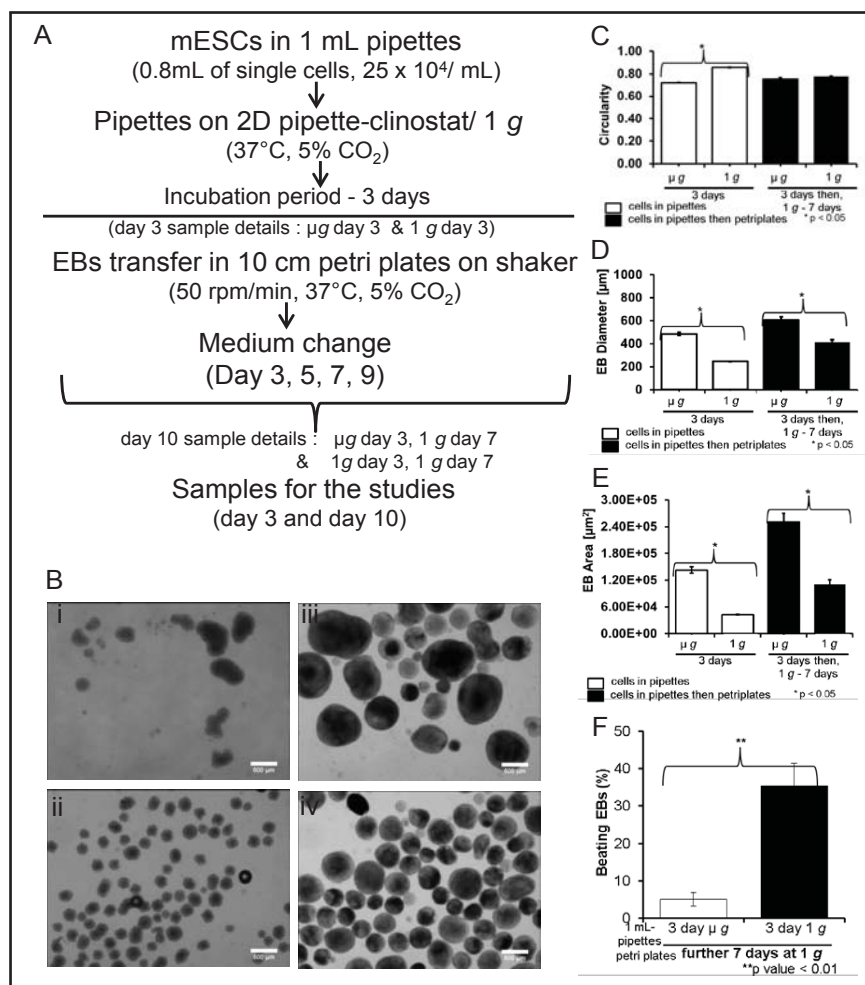 A
mESCs in 1 mL pipettes
(0.8mL of single cells, 25 x 10⁴/ mL)
Pipettes on 2D pipette-clinostat/ 1 g
(37°C, 5% CO₂)
Incubation period - 3 days
(day 3 sample details : µg day 3 & 1 g day 3)
EBs transfer in 10 cm petri plates on shaker
(50 rpm/min, 37°C, 5% CO₂)
Medium change
(Day 3, 5, 7, 9)
day 10 sample details : µg day 3, 1 g day 7
& 1g day 3, 1 g day 7
Samples for the studies
(day 3 and day 10)
B
i
iii
ii
iv
C
*
1.00
0.80
0.60
0.40
0.20
0.00
Circularity
µ g 1 g µ g 1 g
3 days
3 days then,
1 g - 7 days
cells in pipettes
cells in pipettes then petriplates * p < 0.05
D
1000
800
600
400
200
0
EB Diameter [µm]
* *
µ g 1 g µ g 1 g
3 days
3 days then,
1 g - 7 days
cells in pipettes
cells in pipettes then petriplates * p < 0.05
E
3.00E+05
2.40E+05
1.80E+05
1.20E+05
6.00E+04
0.00E+00
EB Area [µm²]
* *
µ g 1 g µ g 1 g
3 days
3 days then,
1 g - 7 days
cells in pipettes
cells in pipettes then petriplates * p < 0.05
F
50
40
30
20
10
0
Beating EBs (%)
**
1 mL-
pipettes
3 day µ g 3 day 1 g
petri plates further 7 days at 1 g
**p value < 0.01